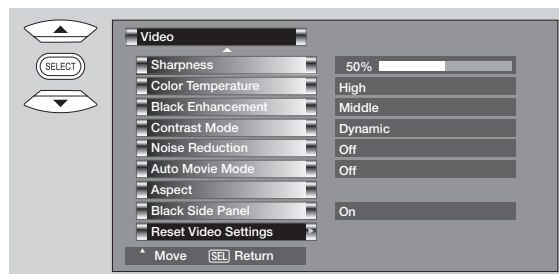 SELECT
Video
Sharpness 50%
Color Temperature High
Black Enhancement Middle
Contrast Mode Dynamic
Noise Reduction Off
Auto Movie Mode Off
Aspect
Black Side Panel On
Reset Video Settings
Move SEL Return